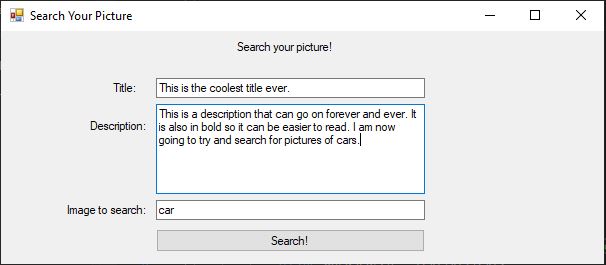 Search Your Picture
Search your picture!
Title: This is the coolest title ever.
Description: This is a description that can go on forever and ever. It
is also in bold so it can be easier to read. I am now
going to try and search for pictures of cars.
Image to search: car
Search!